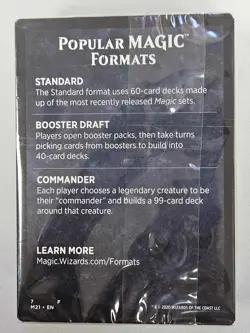 POPULAR MAGIC™
FORMATS
STANDARD
The Standard format uses 60-card decks made
up of the most recently released Magic sets.
BOOSTER DRAFT
Players open booster packs, then take turns
picking cards from boosters to build into
40-card decks.
COMMANDER
Each player chooses a legendary creature to be
their "commander" and builds a 99-card deck
around that creature.
LEARN MORE
Magic.Wizards.com/Formats
7 F
M21 • EN ™ & © 2020 WIZARDS OF THE COAST LLC